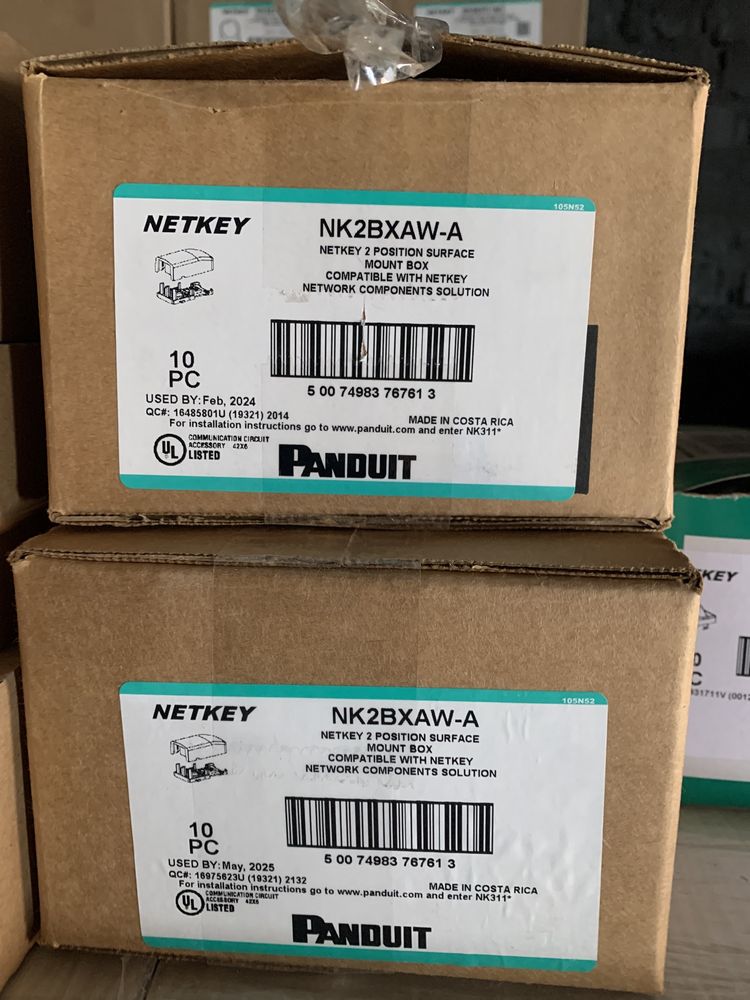 105N52
NETKEY
NK2BXAW-A
NETKEY 2 POSITION SURFACE
MOUNT BOX
COMPATIBLE WITH NETKEY
NETWORK COMPONENTS SOLUTION
10
PC
5 00 74983 76761 3
USED BY: Feb, 2024
QC#: 16485801U (19321) 2014
MADE IN COSTA RICA
For installation instructions go to www.panduit.com and enter NK311*
UL
COMMUNICATION CIRCUIT
ACCESSORY 42X6
LISTED
PANDUIT
105N52
NETKEY
NK2BXAW-A
NETKEY 2 POSITION SURFACE
MOUNT BOX
COMPATIBLE WITH NETKEY
NETWORK COMPONENTS SOLUTION
10
PC
5 00 74983 76761 3
USED BY: May, 2025
QC#: 16975623U (19321) 2132
MADE IN COSTA RICA
For installation instructions go to www.panduit.com and enter NK311*
UL
COMMUNICATION CIRCUIT
ACCESSORY 42X6
LISTED
PANDUIT
KEY